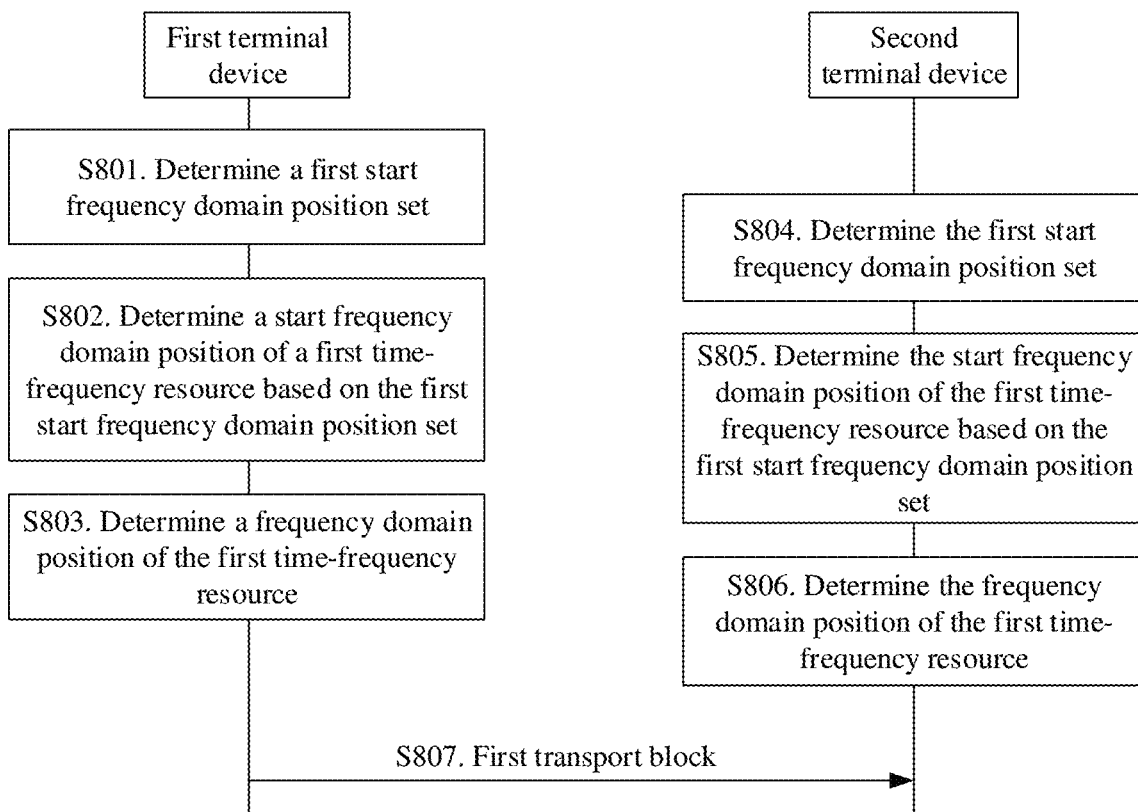 First terminal
device
Second
terminal device
S801. Determine a first start
frequency domain position set
S802. Determine a start frequency
domain position of a first time-
frequency resource based on the first
start frequency domain position set
S803. Determine a frequency domain
position of the first time-frequency
resource
S804. Determine the first start
frequency domain position set
S805. Determine the start frequency
domain position of the first time-
frequency resource based on the
first start frequency domain position
set
S806. Determine the frequency
domain position of the first time-
frequency resource
S807. First transport block